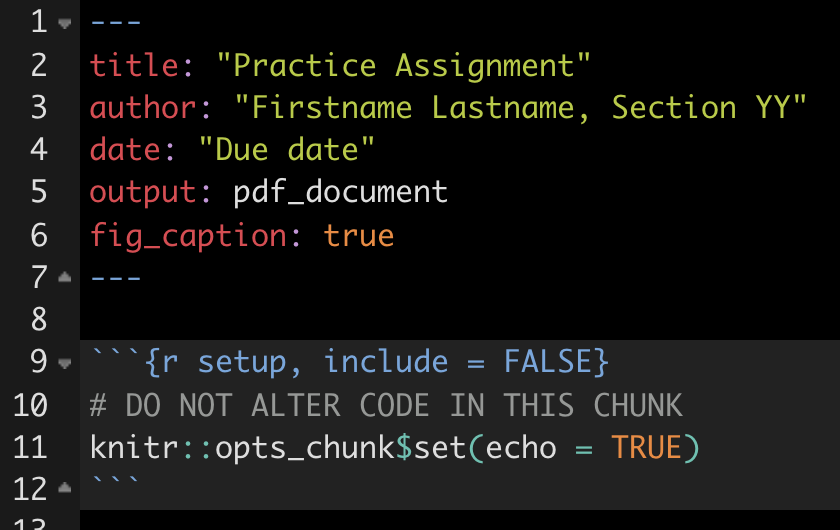 1 ---
2 title: "Practice Assignment"
3 author: "Firstname Lastname, Section YY"
4 date: "Due date"
5 output: pdf_document
6 fig_caption: true
7 ---
8
9 ```{r setup, include = FALSE}
10 # DO NOT ALTER CODE IN THIS CHUNK
11 knitr::opts_chunk$set(echo = TRUE)
12 ```
13